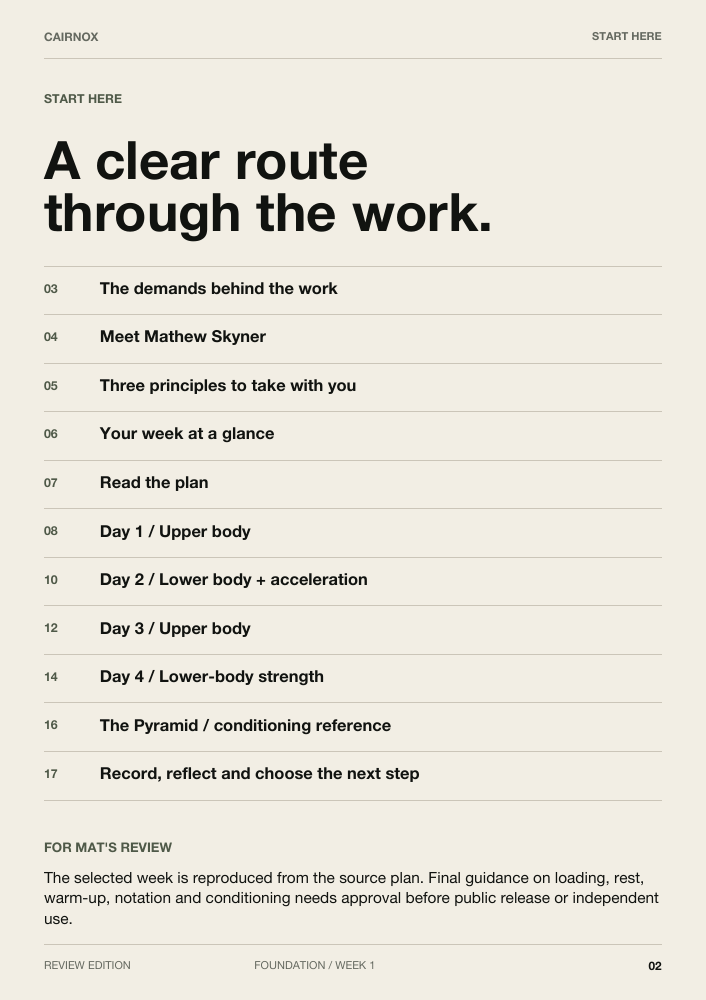 CAIRNOX
START HERE
START HERE
A clear route
through the work.
03 The demands behind the work
04 Meet Mathew Skyner
05 Three principles to take with you
06 Your week at a glance
07 Read the plan
08 Day 1 / Upper body
10 Day 2 / Lower body + acceleration
12 Day 3 / Upper body
14 Day 4 / Lower-body strength
16 The Pyramid / conditioning reference
17 Record, reflect and choose the next step
FOR MAT'S REVIEW
The selected week is reproduced from the source plan. Final guidance on loading, rest,
warm-up, notation and conditioning needs approval before public release or independent
use.
REVIEW EDITION
FOUNDATION / WEEK 1
02